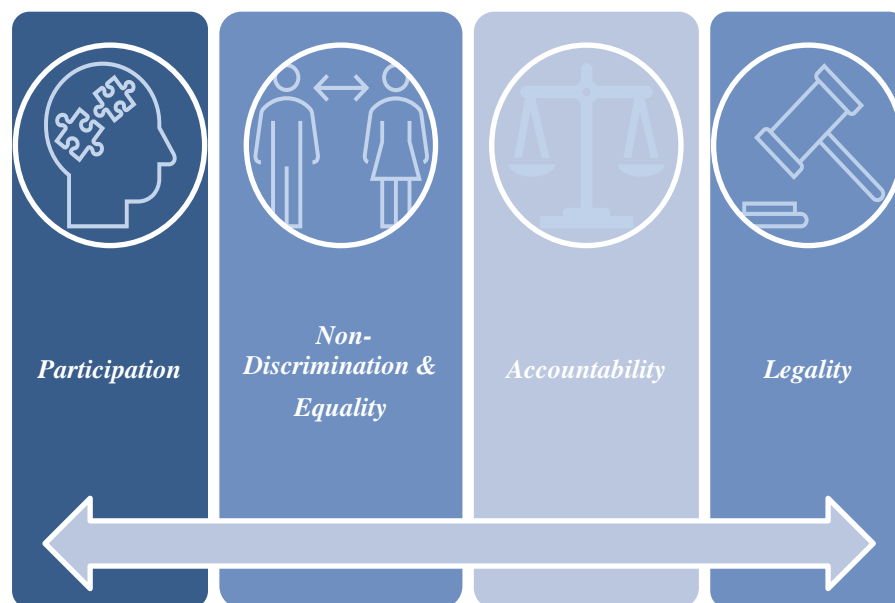 Participation
Non-
Discrimination &
Equality
Accountability
Legality